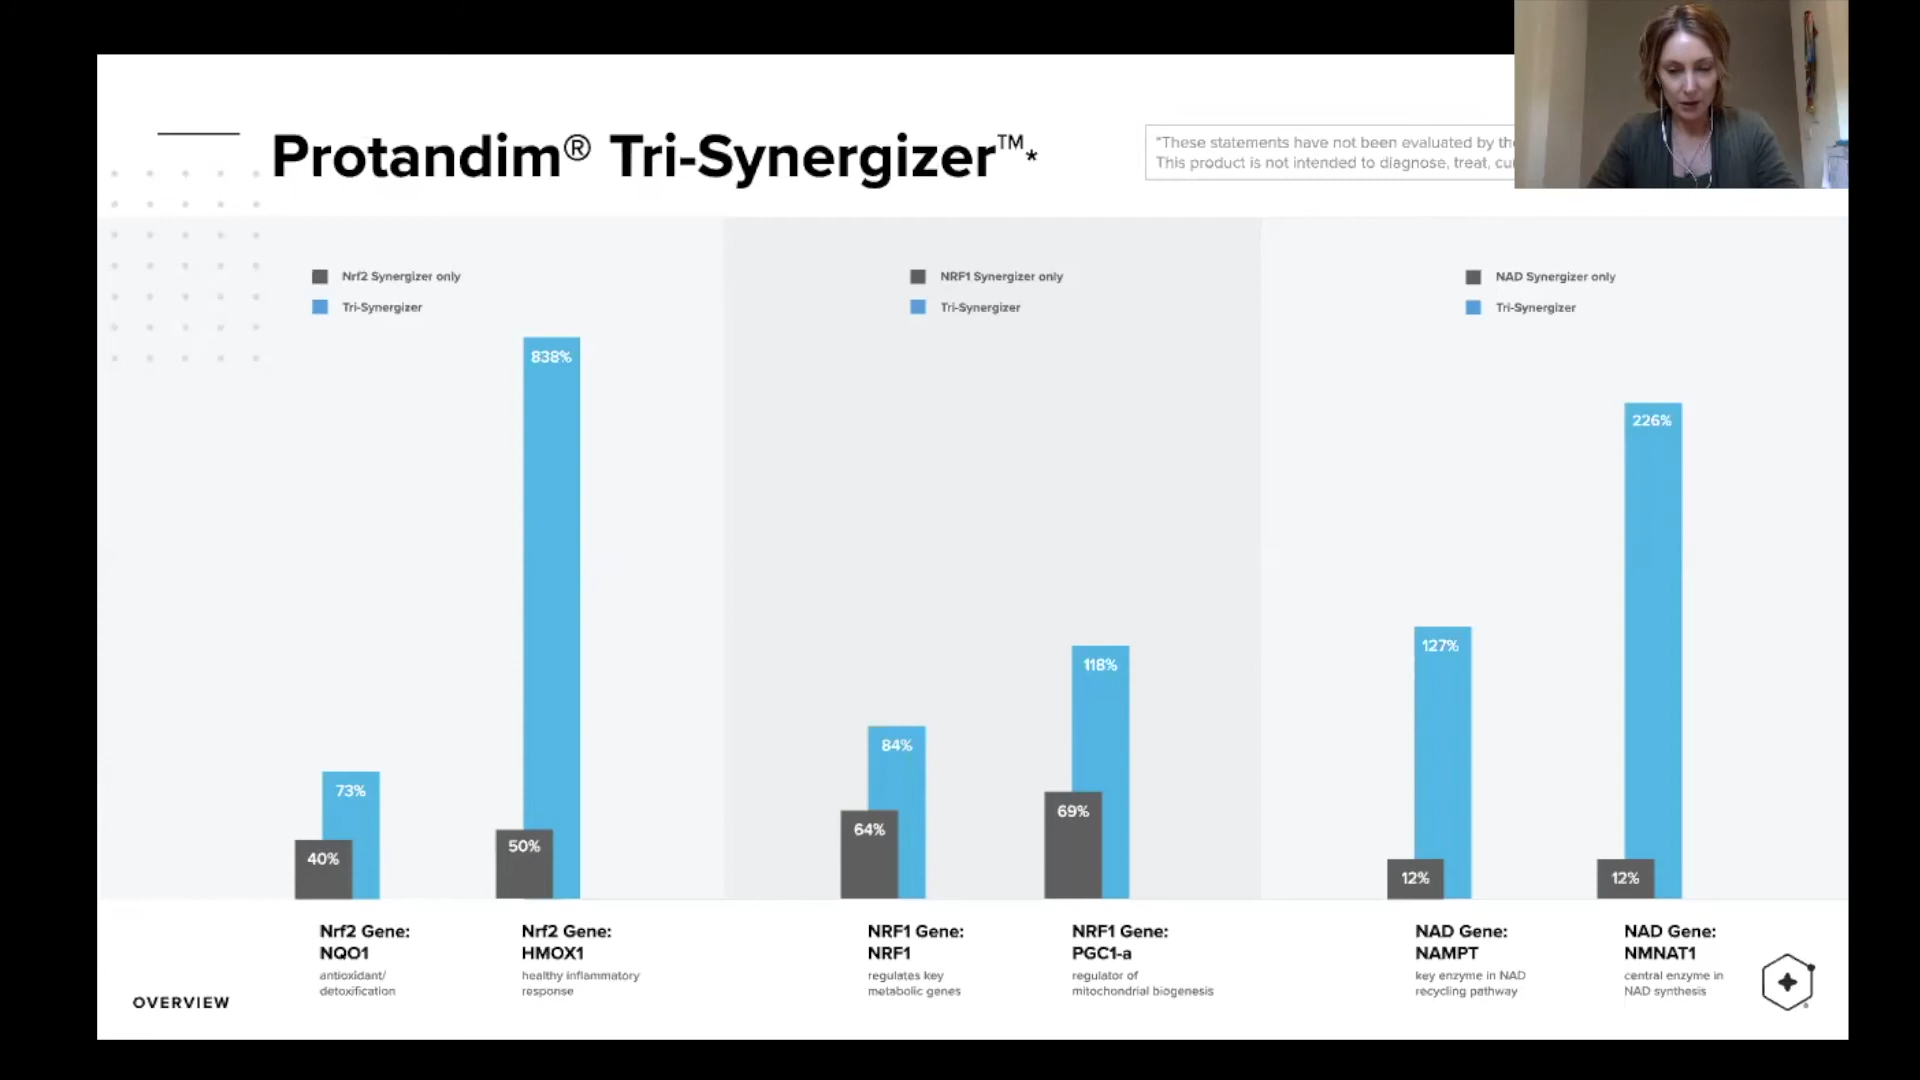 Protandim® Tri-Synergizer™*
"These statements have not been evaluated by
This product is not intended to diagnose, treat,
Nrf2 Synergizer only
Tri-Synergizer
NRF1 Synergizer only
Tri-Synergizer
NAD Synergizer only
Tri-Synergizer
838%
73%
40%
50%
84%
64%
118%
69%
127%
12%
226%
12%
Nrf2 Gene:
NQO1
antioxidant/
detoxification
Nrf2 Gene:
HMOX1
healthy inflammatory
response
NRF1 Gene:
NRF1
regulates key
metabolic genes
NRF1 Gene:
PGC1-a
regulator of
mitochondrial biogenesis
NAD Gene:
NAMPT
key enzyme in NAD
recycling pathway
NAD Gene:
NMNAT1
central enzyme in
NAD synthesis
OVERVIEW